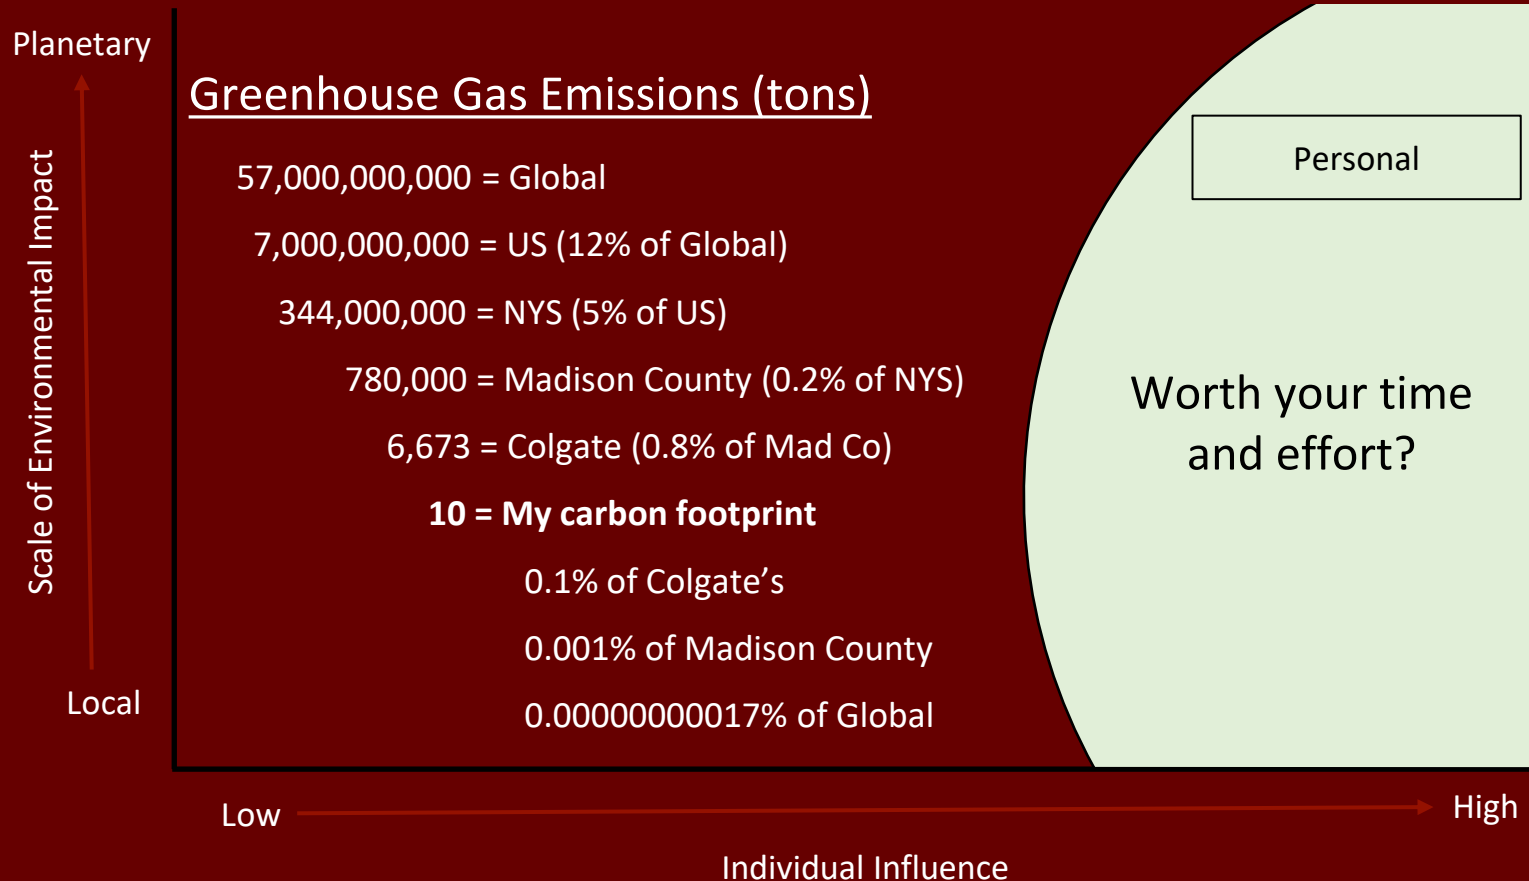 Planetary
Scale of Environmental Impact
Local
Greenhouse Gas Emissions (tons)
57,000,000,000 = Global
7,000,000,000 = US (12% of Global)
344,000,000 = NYS (5% of US)
780,000 = Madison County (0.2% of NYS)
6,673 = Colgate (0.8% of Mad Co)
10 = My carbon footprint
0.1% of Colgate’s
0.001% of Madison County
0.00000000017% of Global
Personal
Worth your time
and effort?
Low
High
Individual Influence